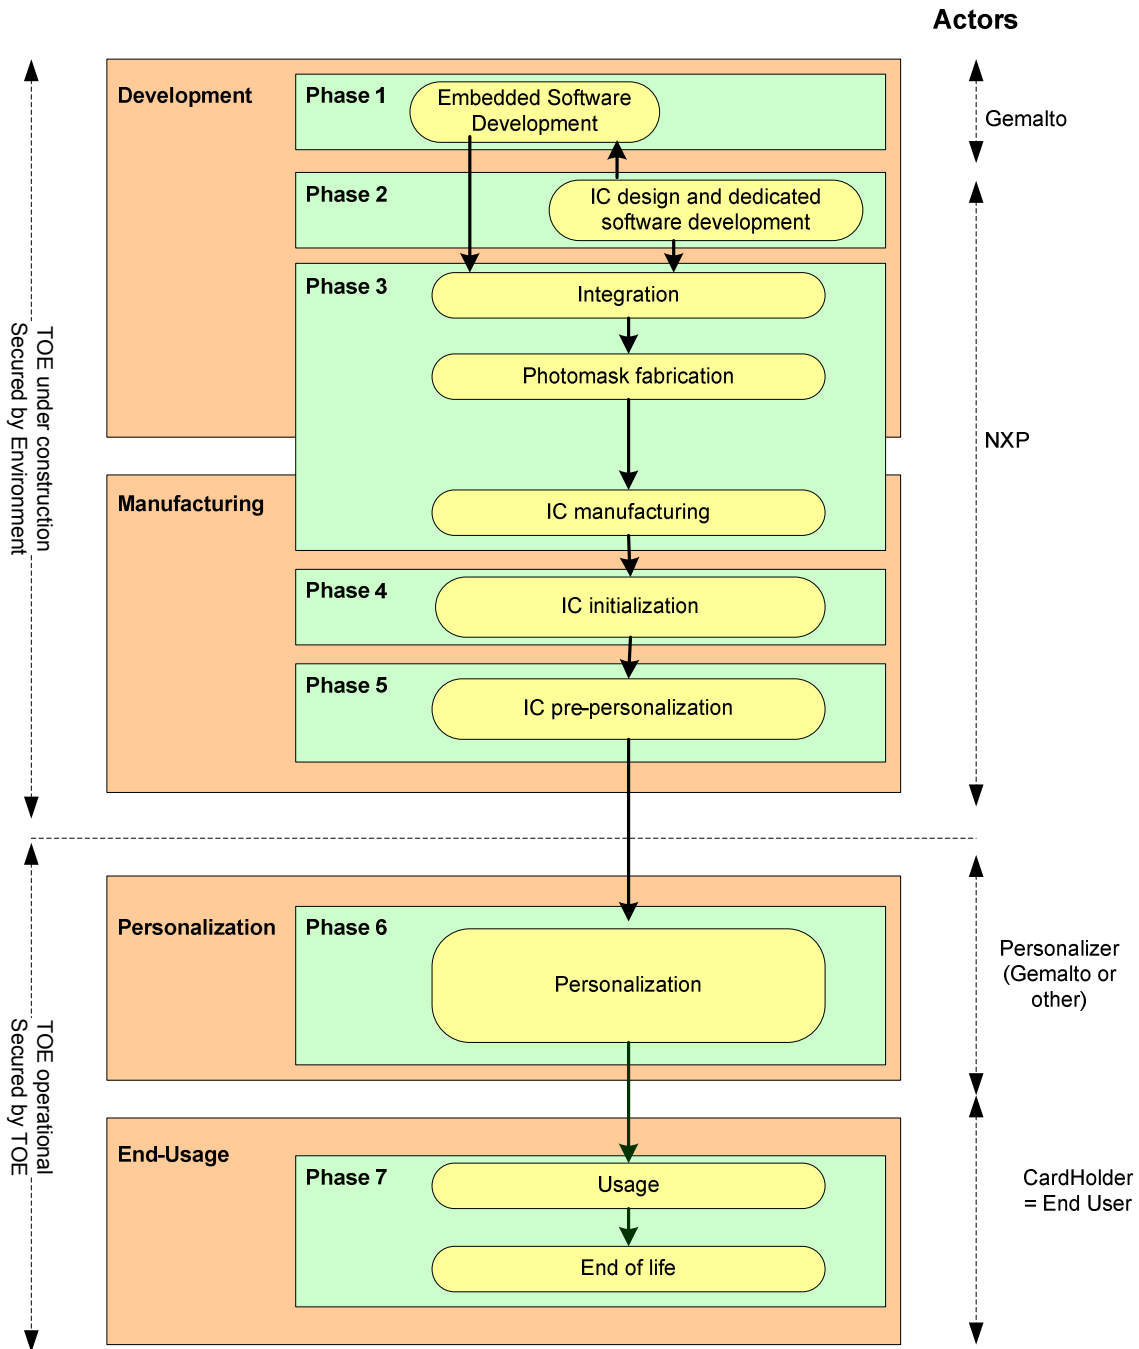 Actors
Development
Phase 1
Embedded Software
Development
Gemalto
Phase 2
IC design and dedicated
software development
Phase 3
Integration
Photomask fabrication
TOE under construction
Secured by Environment
NXP
Manufacturing
IC manufacturing
Phase 4
IC initialization
Phase 5
IC pre-personalization
Personalization
Phase 6
Personalization
Personalizer
(Gemalto or
other)
TOE operational
Secured by TOE
End-Usage
Phase 7
Usage
CardHolder
= End User
End of life